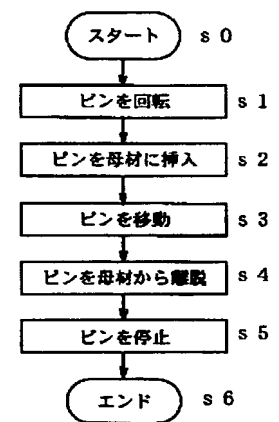 スタート s 0
ピンを回転 s 1
ピンを母材に挿入 s 2
ピンを移動 s 3
ピンを母材から離脱 s 4
ピンを停止 s 5
エンド s 6